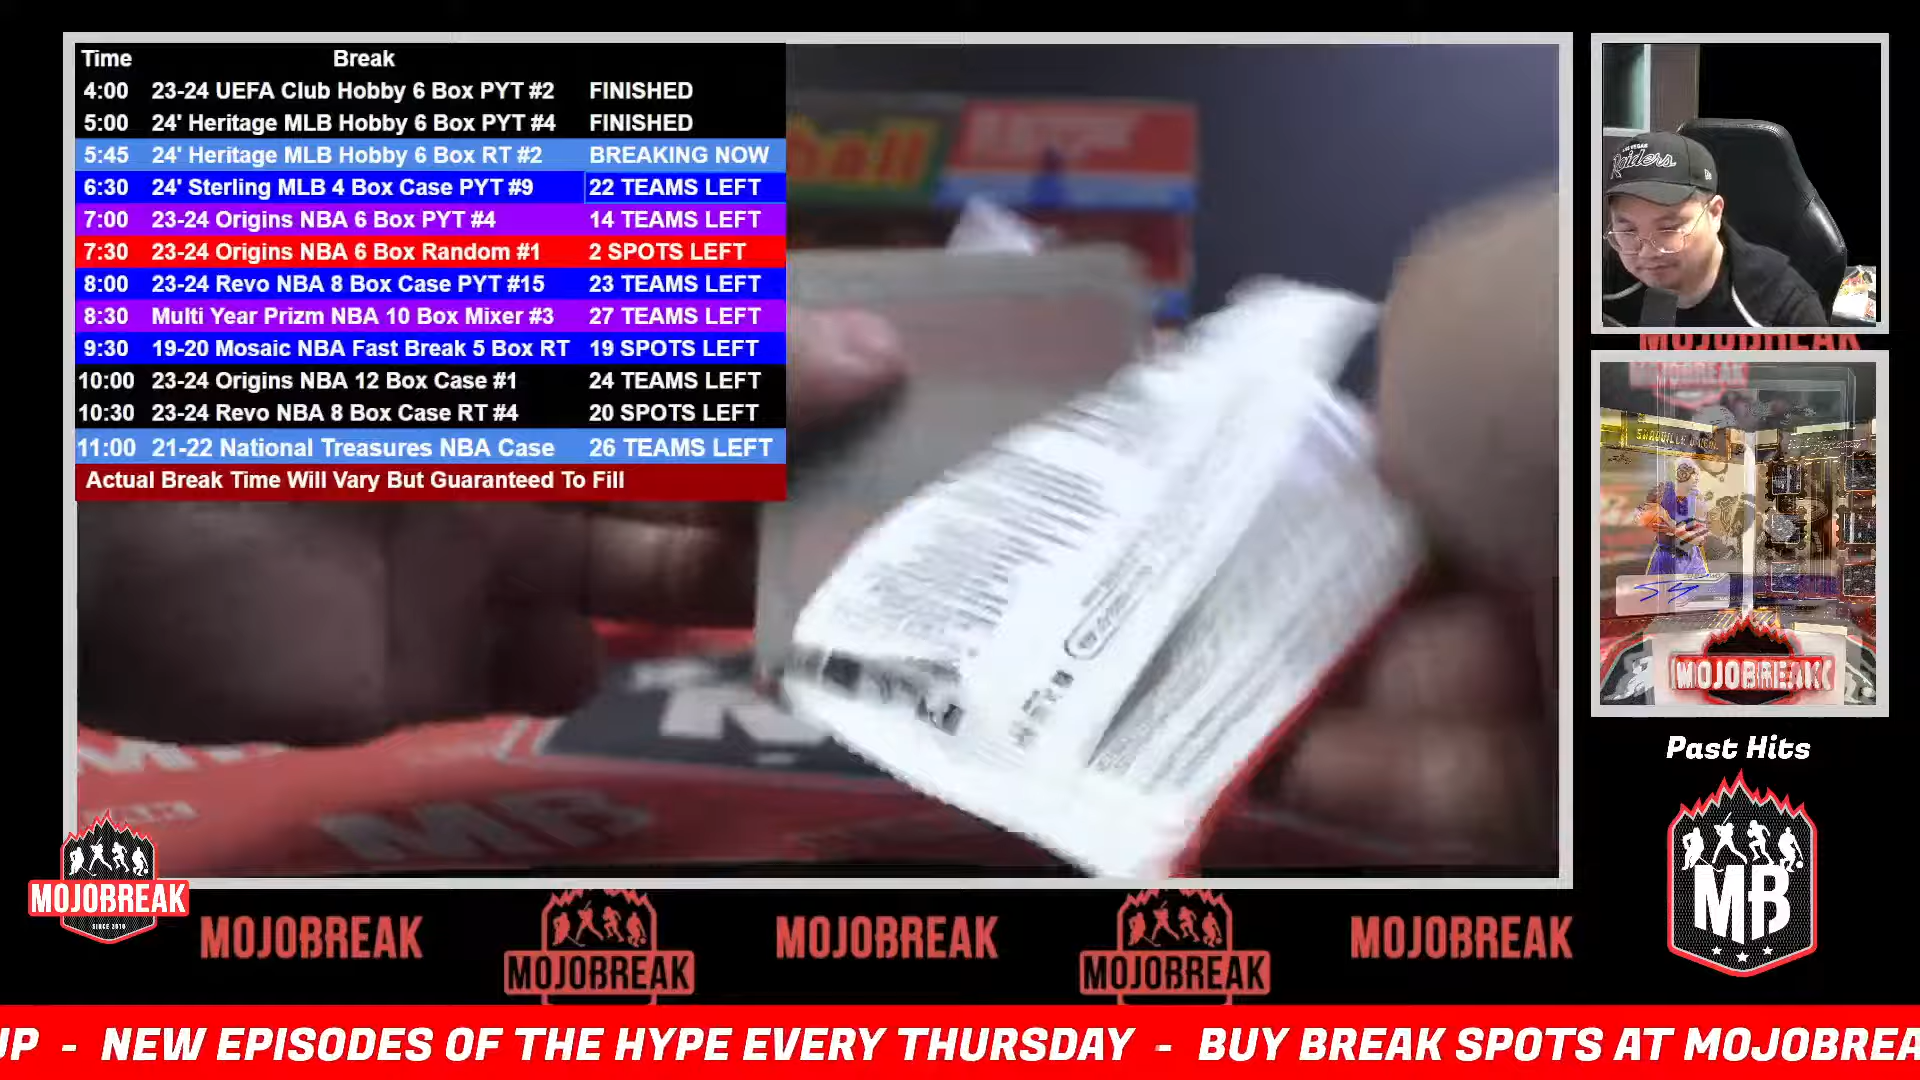 Time Break
4:00 23-24 UEFA Club Hobby 6 Box PYT #2 FINISHED
5:00 24' Heritage MLB Hobby 6 Box PYT #4 FINISHED
5:45 24' Heritage MLB Hobby 6 Box RT #2 BREAKING NOW
6:30 24' Sterling MLB 4 Box Case PYT #9 22 TEAMS LEFT
7:00 23-24 Origins NBA 6 Box PYT #4 14 TEAMS LEFT
7:30 23-24 Origins NBA 6 Box Random #1 2 SPOTS LEFT
8:00 23-24 Revo NBA 8 Box Case PYT #15 23 TEAMS LEFT
8:30 Multi Year Prizm NBA 10 Box Mixer #3 27 TEAMS LEFT
9:30 19-20 Mosaic NBA Fast Break 5 Box RT 19 SPOTS LEFT
10:00 23-24 Origins NBA 12 Box Case #1 24 TEAMS LEFT
10:30 23-24 Revo NBA 8 Box Case RT #4 20 SPOTS LEFT
11:00 21-22 National Treasures NBA Case 26 TEAMS LEFT
Actual Break Time Will Vary But Guaranteed To Fill
Raiders
MOJOBREAK
MOJOBREAK
Past Hits
MB
MB
MOJOBREAK
SINCE 2010
MOJOBREAK
MOJOBREAK
MOJOBREAK
MOJOBREAK
MOJOBREAK
UP - NEW EPISODES OF THE HYPE EVERY THURSDAY - BUY BREAK SPOTS AT MOJOBREA